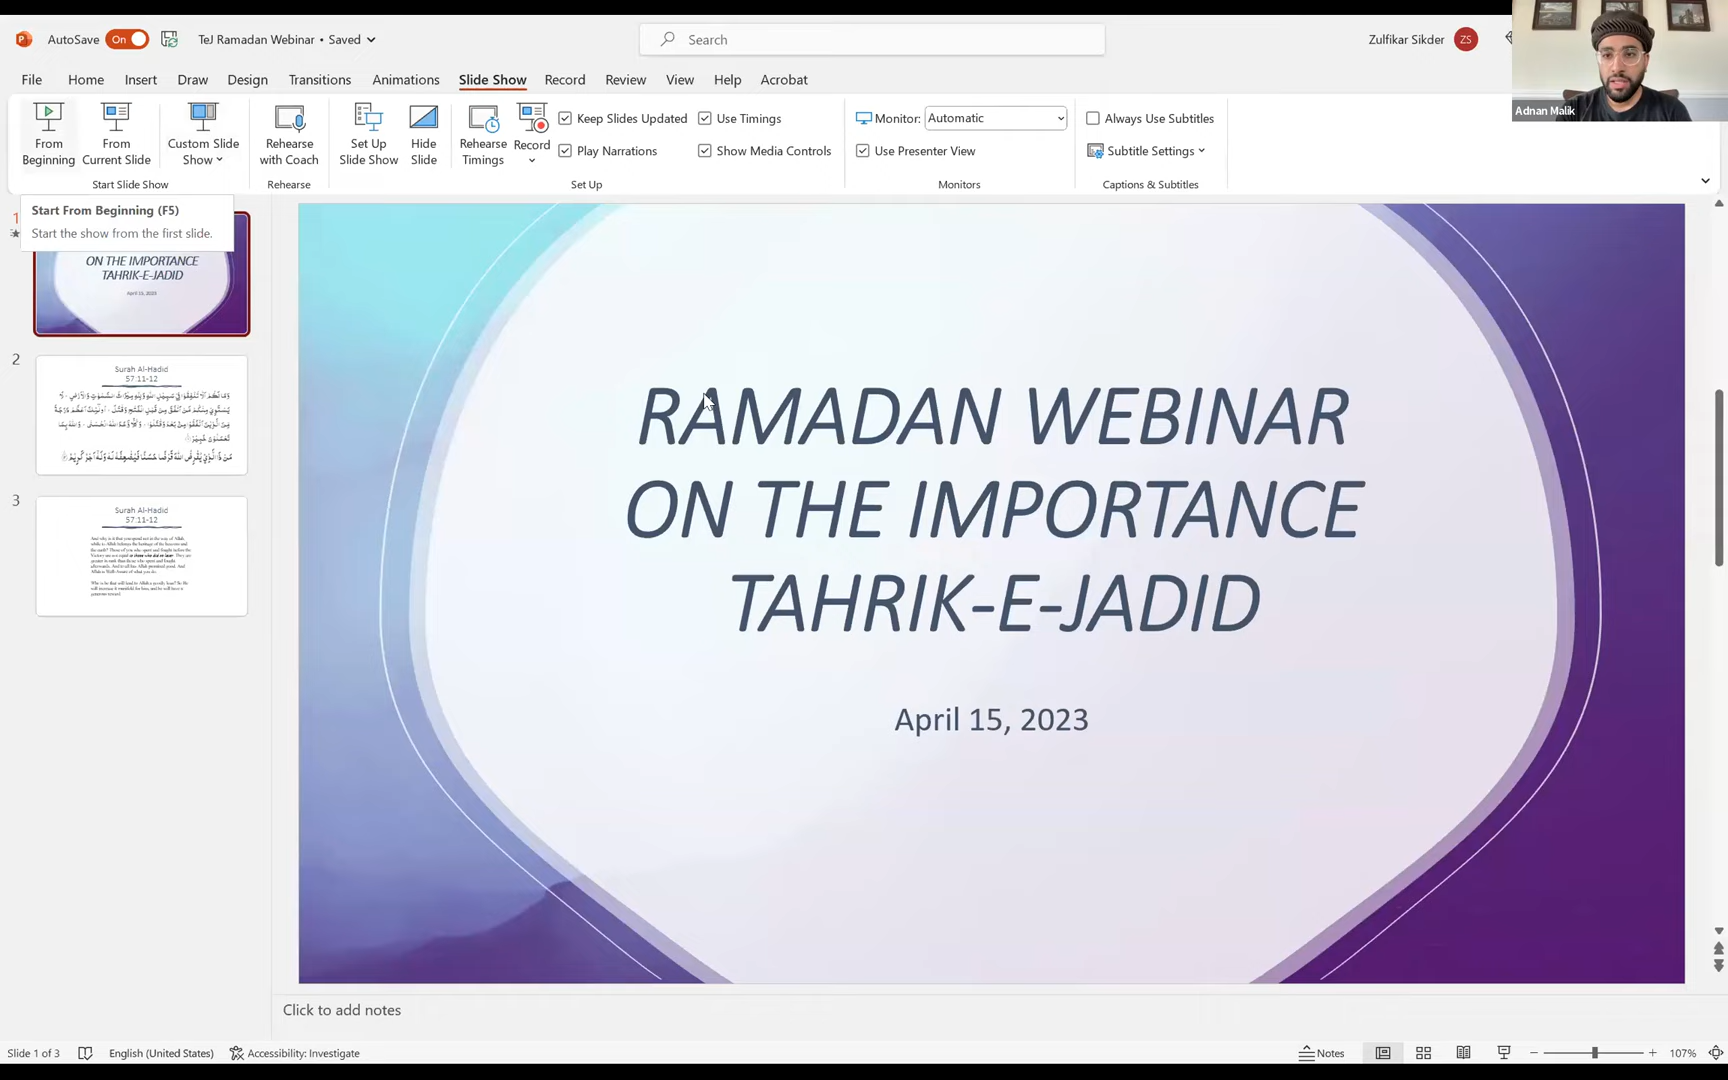 AutoSave On TeJ Ramadan Webinar • Saved
Search
Zulfikar Sikder ZS
Adnan Malik
File Home Insert Draw Design Transitions Animations Slide Show Record Review View Help Acrobat
From Beginning
From Current Slide
Custom Slide Show
Start Slide Show
Rehearse with Coach
Rehearse
Set Up Slide Show
Hide Slide
Rehearse Timings
Record
Keep Slides Updated
Play Narrations
Use Timings
Show Media Controls
Set Up
Monitor: Automatic
Use Presenter View
Monitors
Always Use Subtitles
Subtitle Settings
Captions & Subtitles
Start From Beginning (F5)
Start the show from the first slide.
1
ON THE IMPORTANCE
TAHRIK-E-JADID
April 15, 2023
2
Surah Al-Hadid
57:11-12
3
Surah Al-Hadid
57:11-12
RAMADAN WEBINAR
ON THE IMPORTANCE
TAHRIK-E-JADID
April 15, 2023
Click to add notes
Slide 1 of 3 English (United States) Accessibility: Investigate
Notes 107%